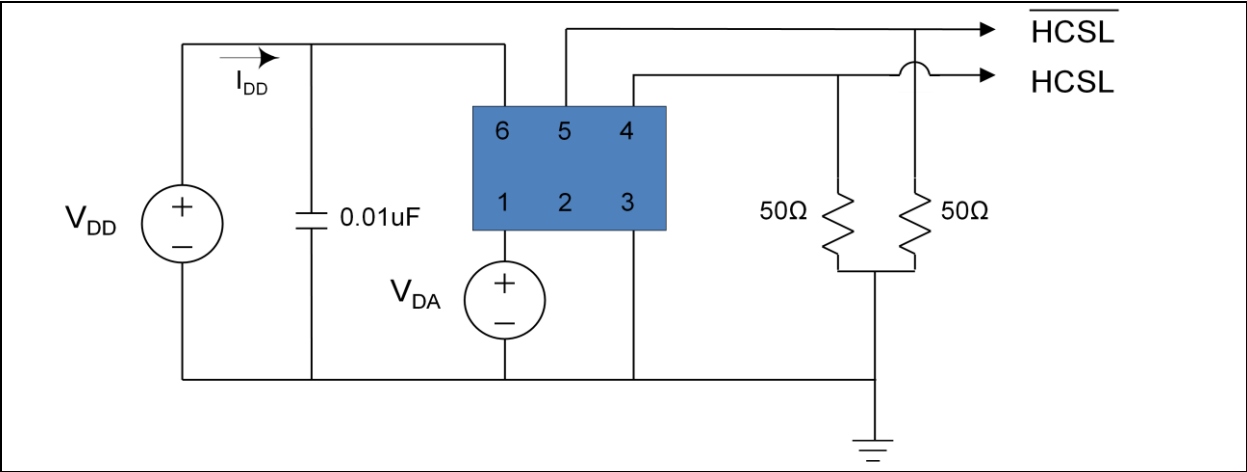 HCSL
HCSL
I_DD
6 5 4
1 2 3
V_DD
+
−
0.01uF
50Ω
50Ω
V_DA
+
−